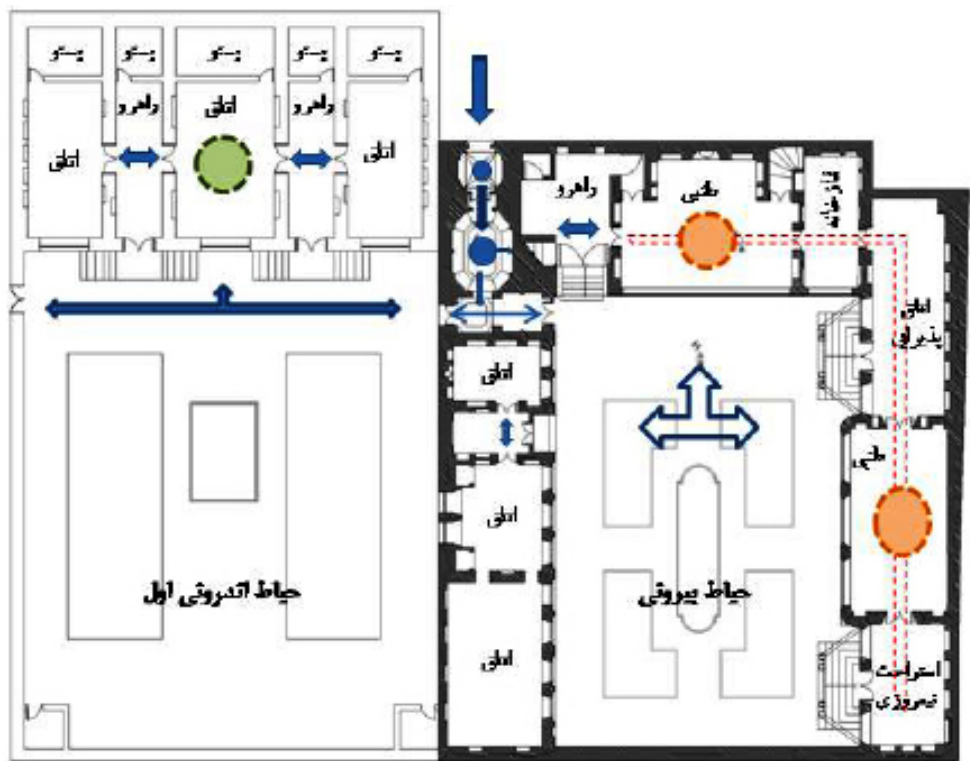 پستو
پستو
پستو
پستو
پستو
راهرو
اتاق
راهرو
اتاق
اتاق
راهرو
طنبی
اتاق
پذیرایی
اتاق
طنبی
اتاق
حیاط بیرونی
حیاط اندرونی اول
اتاق
استراحت
نیمروزی